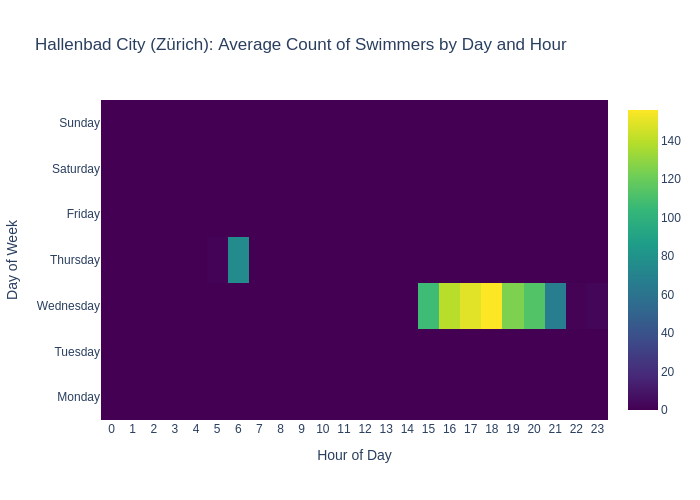 Hallenbad City (Zürich): Average Count of Swimmers by Day and Hour
Sunday
Saturday
Friday
Thursday
Wednesday
Tuesday
Monday
Day of Week
0 1 2 3 4 5 6 7 8 9 10 11 12 13 14 15 16 17 18 19 20 21 22 23
Hour of Day
140
120
100
80
60
40
20
0